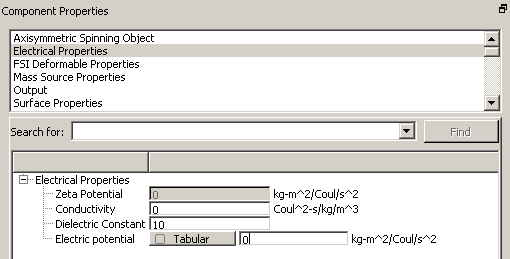 Component Properties
Axisymmetric Spinning Object
Electrical Properties
FSI Deformable Properties
Mass Source Properties
Output
Surface Properties
Search for: Find
Electrical Properties
Zeta Potential 0 kg-m^2/Coul/s^2
Conductivity 0 Coul^2-s/kg/m^3
Dielectric Constant 10
Electric potential Tabular 0 kg-m^2/Coul/s^2